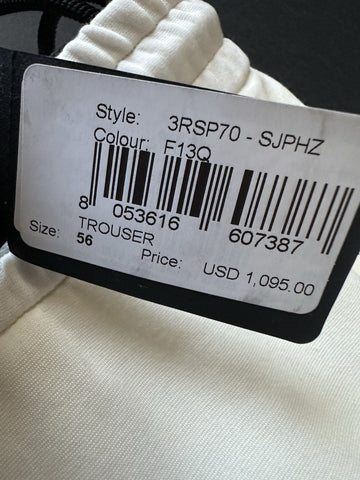 Style: 3RSP70 - SJPHZ
Colour: F13Q
8 053616 607387
TROUSER
Size: 56
Price: USD 1,095.00